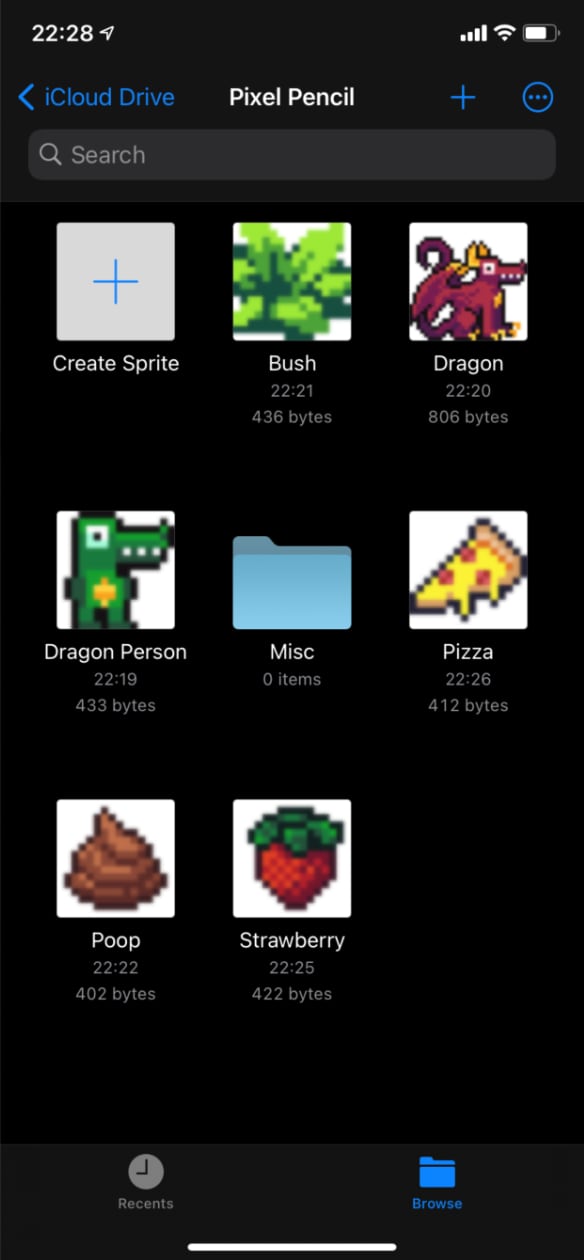 22:28
iCloud Drive
Pixel Pencil
Search
Create Sprite
Bush
22:21
436 bytes
Dragon
22:20
806 bytes
Dragon Person
22:19
433 bytes
Misc
0 items
Pizza
22:26
412 bytes
Poop
22:22
402 bytes
Strawberry
22:25
422 bytes
Recents
Browse